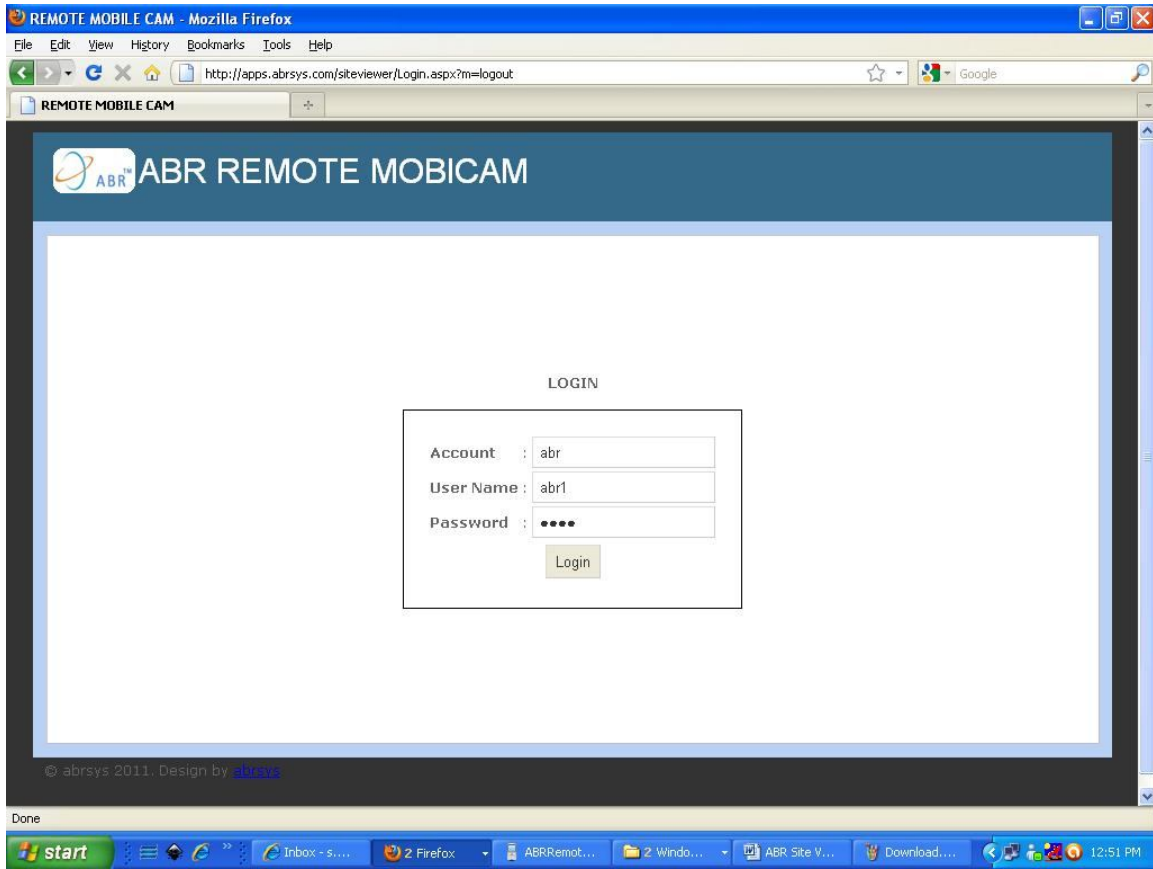 REMOTE MOBILE CAM - Mozilla Firefox
File Edit View History Bookmarks Tools Help
http://apps.abrsys.com/siteviewer/Login.aspx?m=logout Google
REMOTE MOBILE CAM
ABR™ ABR REMOTE MOBICAM
LOGIN
Account : abr
User Name : abr1
Password : ••••
Login
© abrsys 2011. Design by abrsys
Done
start Inbox - s.... 2 Firefox ABRRemot... 2 Windo... ABR Site V... Download.... 12:51 PM